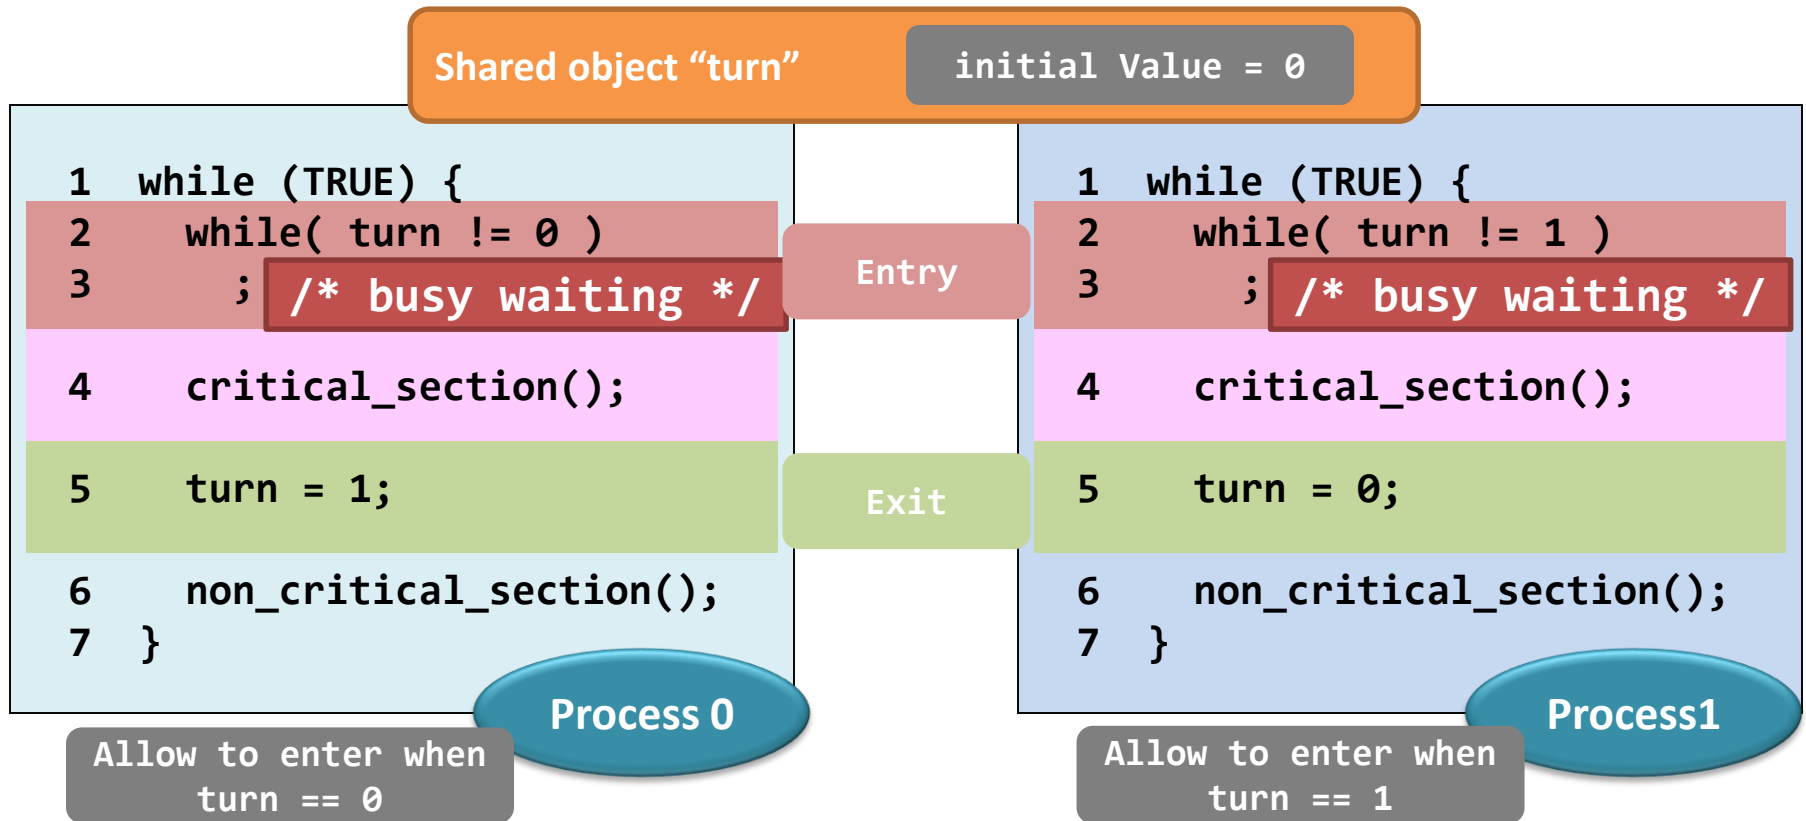 Shared object “turn”
initial Value = 0
1 while (TRUE) {
2 while( turn != 0 )
3 ; /* busy waiting */
4 critical_section();
5 turn = 1;
6 non_critical_section();
7 }
Process 0
Allow to enter when
turn == 0
Entry
Exit
1 while (TRUE) {
2 while( turn != 1 )
3 ; /* busy waiting */
4 critical_section();
5 turn = 0;
6 non_critical_section();
7 }
Process1
Allow to enter when
turn == 1